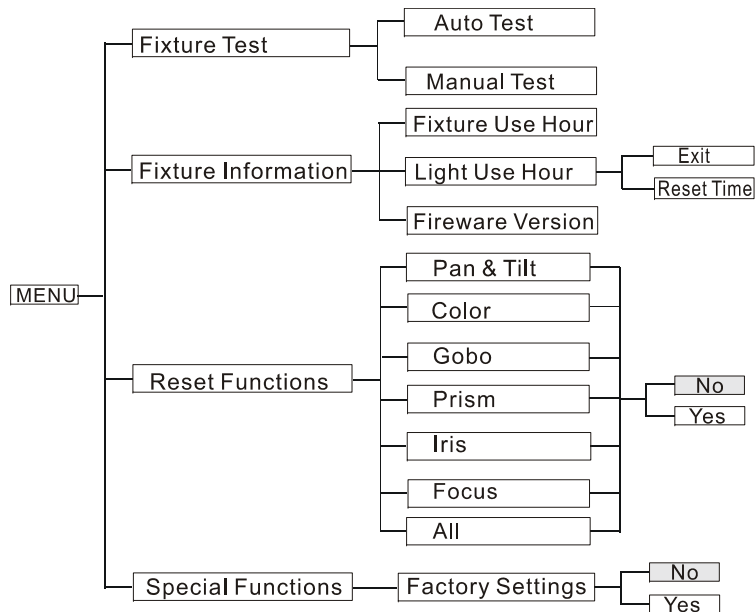 MENU
Fixture Test
Auto Test
Manual Test
Fixture Information
Fixture Use Hour
Light Use Hour
Exit
Reset Time
Fireware Version
Reset Functions
Pan & Tilt
Color
Gobo
Prism
Iris
Focus
All
No
Yes
Special Functions
Factory Settings
No
Yes